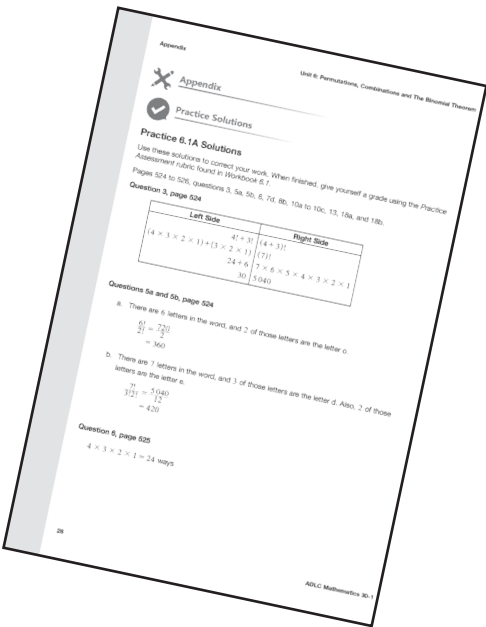 Appendix
Unit 6: Permutations, Combinations and The Binomial Theorem
Appendix
Practice Solutions
Practice 6.1A Solutions
Use these solutions to correct your work. When finished, give yourself a grade using the Practice
Assessment rubric found in Workbook 6.1.
Pages 524 to 526, questions 3, 5a, 5b, 6, 7d, 8b, 10a to 10c, 13, 18a, and 18b.
Question 3, page 524
Left Side Right Side
4! + 3! (4 + 3)!
(4 × 3 × 2 × 1) + (3 × 2 × 1) (7)!
24 + 6 7 × 6 × 5 × 4 × 3 × 2 × 1
30 5 040
Questions 5a and 5b, page 524
a. There are 6 letters in the word, and 2 of those letters are the letter o.
6!/2! = 720/2
= 360
b. There are 7 letters in the word, and 3 of those letters are the letter d. Also, 2 of those
letters are the letter e.
7!/3!2! = 5 040/12
= 420
Question 6, page 525
4 × 3 × 2 × 1 = 24 ways
28
ADLC Mathematics 30-1